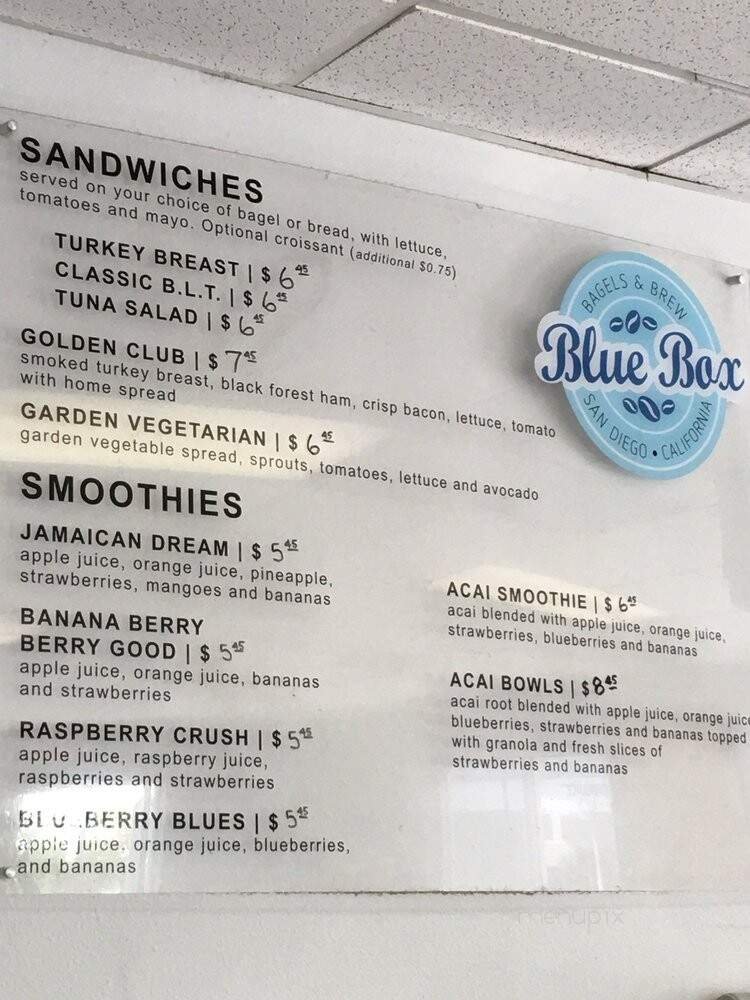 SANDWICHES
served on your choice of bagel or bread, with lettuce,
tomatoes and mayo. Optional croissant (additional $0.75)
TURKEY BREAST | $ 6 45
CLASSIC B.L.T. | $ 6 45
TUNA SALAD | $ 6 45
GOLDEN CLUB | $ 7 45
smoked turkey breast, black forest ham, crisp bacon, lettuce, tomato
with home spread
GARDEN VEGETARIAN | $ 6 45
garden vegetable spread, sprouts, tomatoes, lettuce and avocado
BAGELS & BREW
Blue Box
SAN DIEGO • CALIFORNIA
SMOOTHIES
JAMAICAN DREAM | $ 5 45
apple juice, orange juice, pineapple,
strawberries, mangoes and bananas
BANANA BERRY
BERRY GOOD | $ 5 45
apple juice, orange juice, bananas
and strawberries
RASPBERRY CRUSH | $ 5 45
apple juice, raspberry juice,
raspberries and strawberries
BLUEBERRY BLUES | $ 5 45
apple juice, orange juice, blueberries,
and bananas
ACAI SMOOTHIE | $ 6 45
acai blended with apple juice, orange juice,
strawberries, blueberries and bananas
ACAI BOWLS | $ 8 45
acai root blended with apple juice, orange juice
blueberries, strawberries and bananas topped
with granola and fresh slices of
strawberries and bananas
menupix